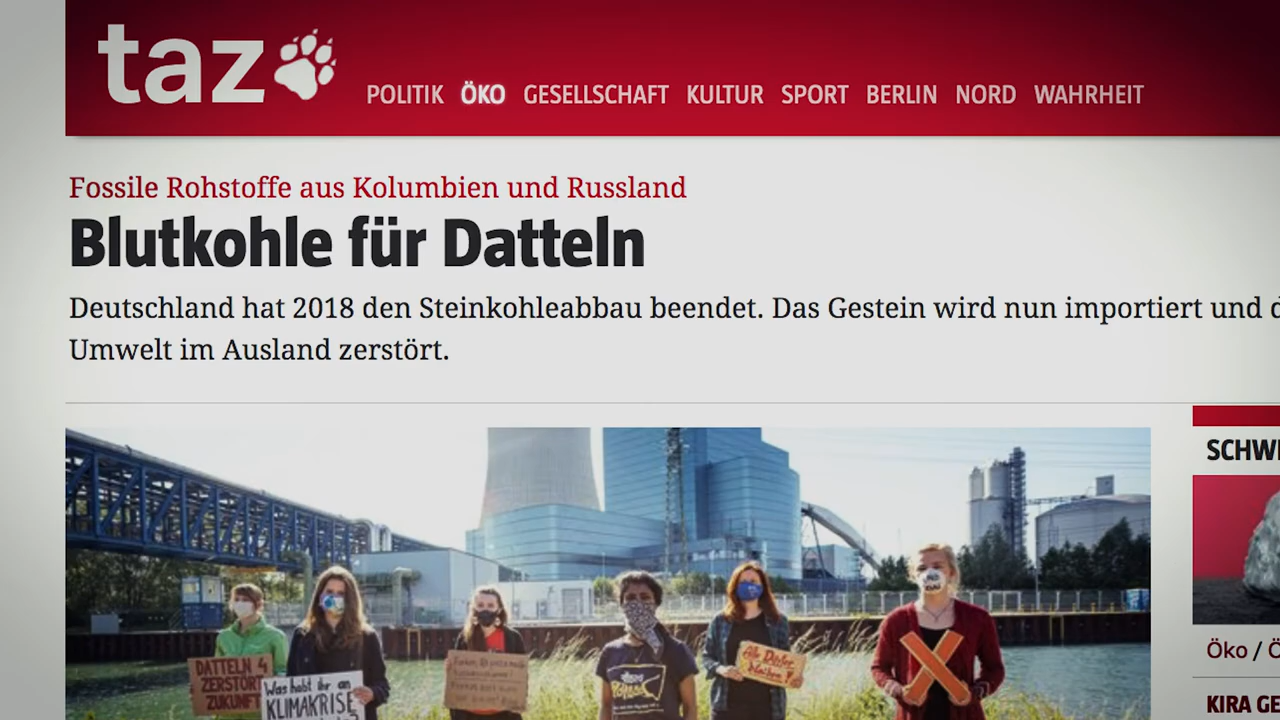 taz
POLITIK ÖKO GESELLSCHAFT KULTUR SPORT BERLIN NORD WAHRHEIT
Fossile Rohstoffe aus Kolumbien und Russland
Blutkohle für Datteln
Deutschland hat 2018 den Steinkohleabbau beendet. Das Gestein wird nun importiert und
Umwelt im Ausland zerstört.
SCHW
Öko /
KIRA GE
DATTELN 4
ZERSTÖRT
ZUKUNFT
Was habt ihr an
KLIMAKRISE
Alle Dörfer